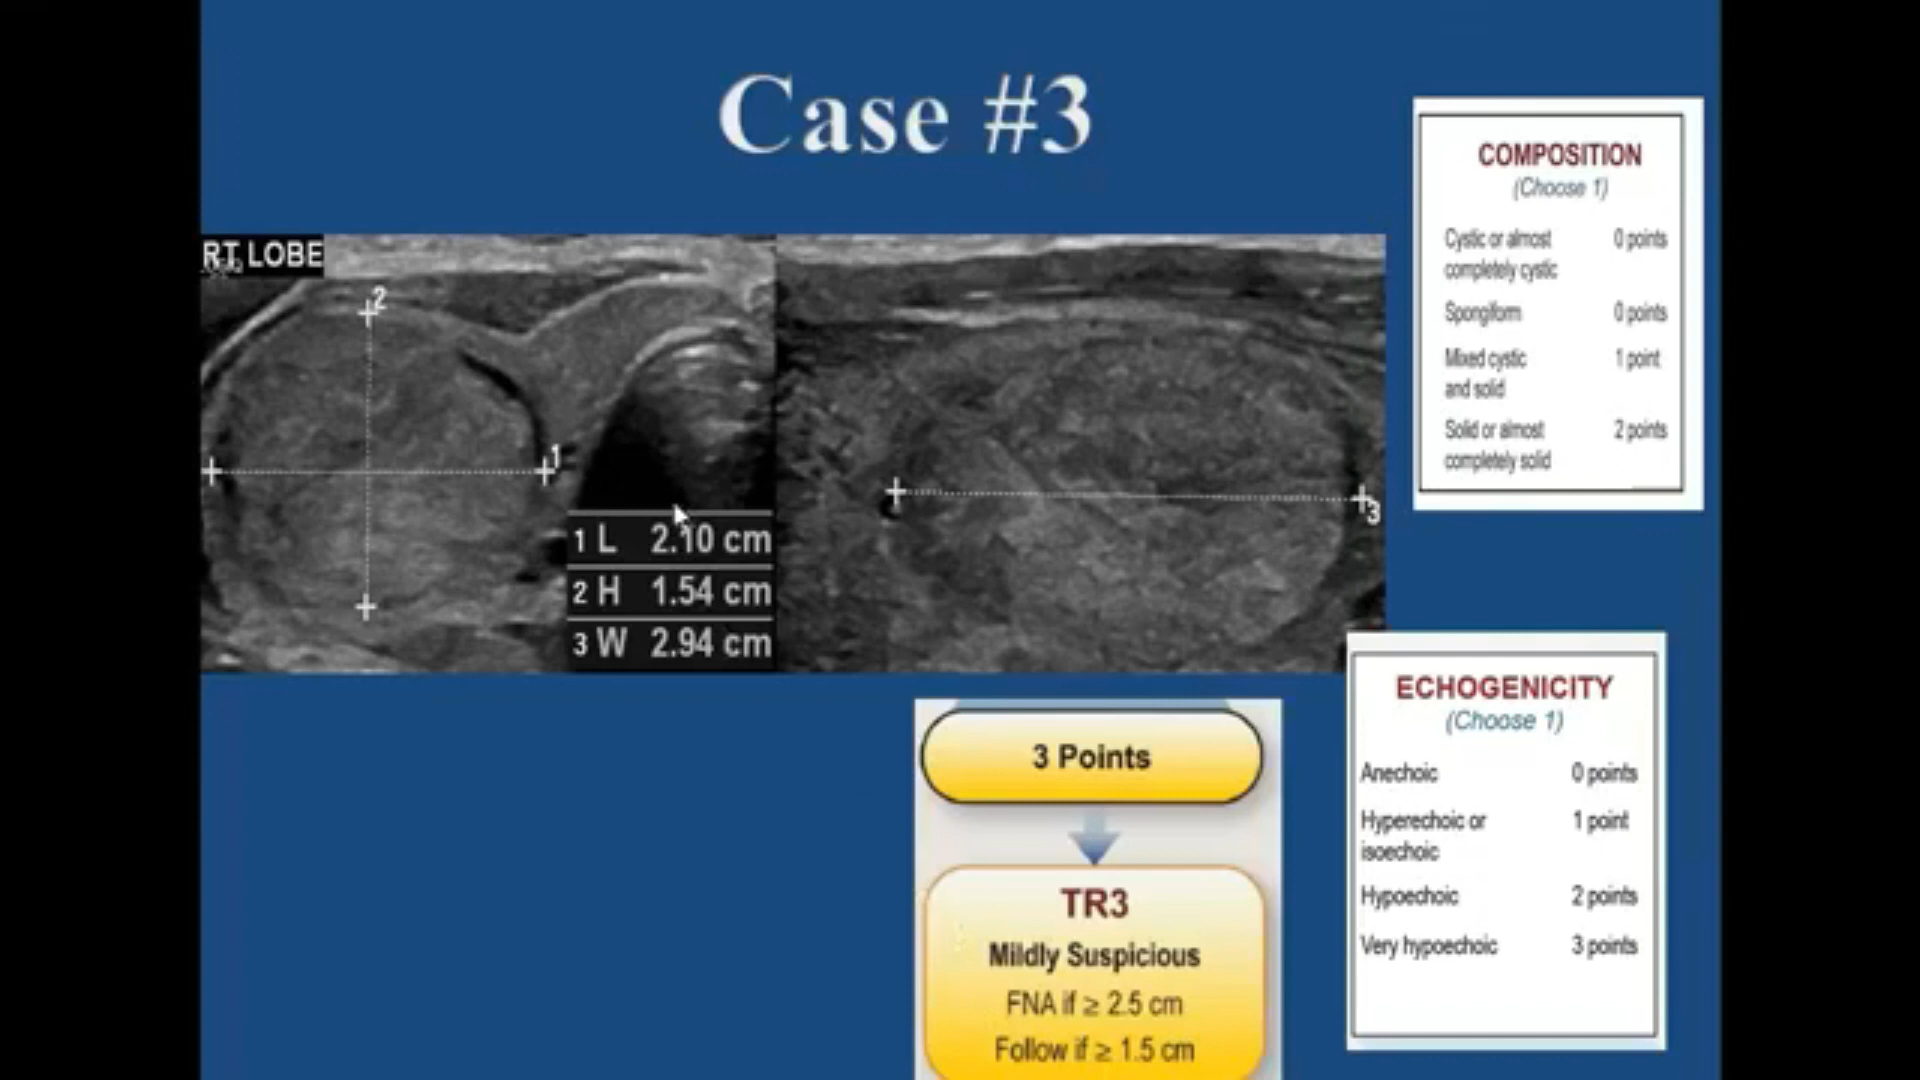 Case #3
RT LOBE
2
1
3
1 L 2.10 cm
2 H 1.54 cm
3 W 2.94 cm
COMPOSITION
(Choose 1)
Cystic or almost completely cystic 0 points
Spongiform 0 points
Mixed cystic and solid 1 point
Solid or almost completely solid 2 points
3 Points
TR3
Mildly Suspicious
FNA if ≥ 2.5 cm
Follow if ≥ 1.5 cm
ECHOGENICITY
(Choose 1)
Anechoic 0 points
Hyperechoic or isoechoic 1 point
Hypoechoic 2 points
Very hypoechoic 3 points